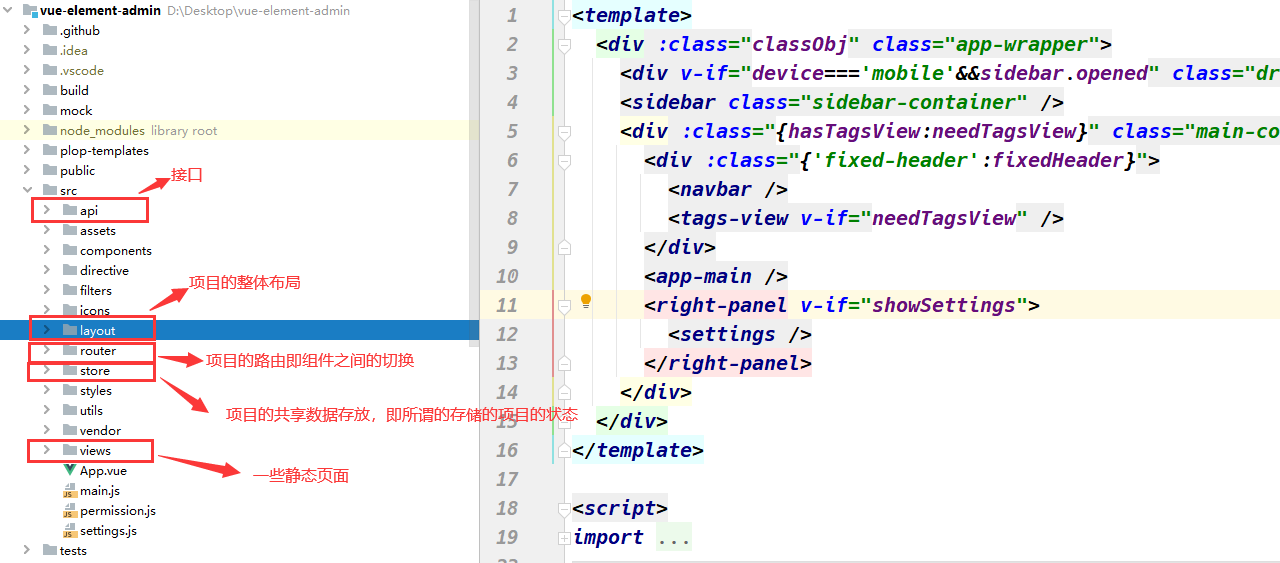 vue-element-admin D:\Desktop\vue-element-admin
.github
.idea
.vscode
build
mock
node_modules library root
plop-templates
public
接口
src
api
assets
components
directive
项目的整体布局
filters
icons
layout
router
项目的路由即组件之间的切换
store
styles
项目的共享数据存放，即所谓的存储的项目的状态
utils
vendor
views
一些静态页面
App.vue
main.js
permission.js
settings.js
tests
1 <template>
2 <div :class="classObj" class="app-wrapper">
3 <div v-if="device==='mobile'&&sidebar.opened" class="dr
4 <sidebar class="sidebar-container" />
5 <div :class="{hasTagsView:needTagsView}" class="main-co
6 <div :class="{'fixed-header':fixedHeader}">
7 <navbar />
8 <tags-view v-if="needTagsView" />
9 </div>
10 <app-main />
11 <right-panel v-if="showSettings">
12 <settings />
13 </right-panel>
14 </div>
15 </div>
16 </template>
17
18 <script>
19 import ...